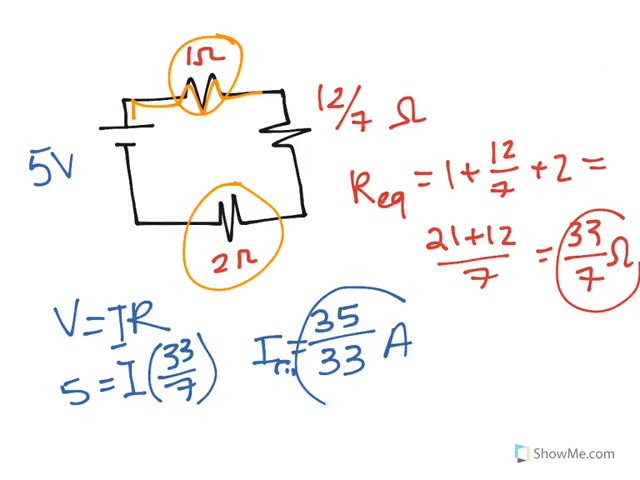 1Ω
12/7 Ω
5V
Req = 1 + 12/7 + 2 =
21+12/7 = 33/7 Ω
2Ω
V = IR
5 = I(33/7)
I = 35/33 A
ShowMe.com